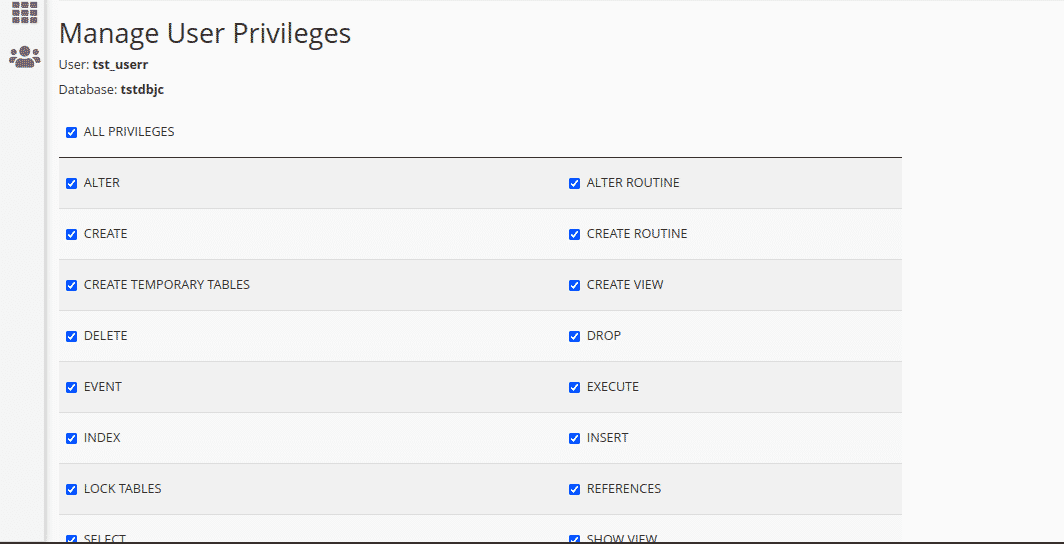 Manage User Privileges
User: tst_userr
Database: tstdbjc
ALL PRIVILEGES
ALTER ALTER ROUTINE
CREATE CREATE ROUTINE
CREATE TEMPORARY TABLES CREATE VIEW
DELETE DROP
EVENT EXECUTE
INDEX INSERT
LOCK TABLES REFERENCES
SELECT SHOW VIEW